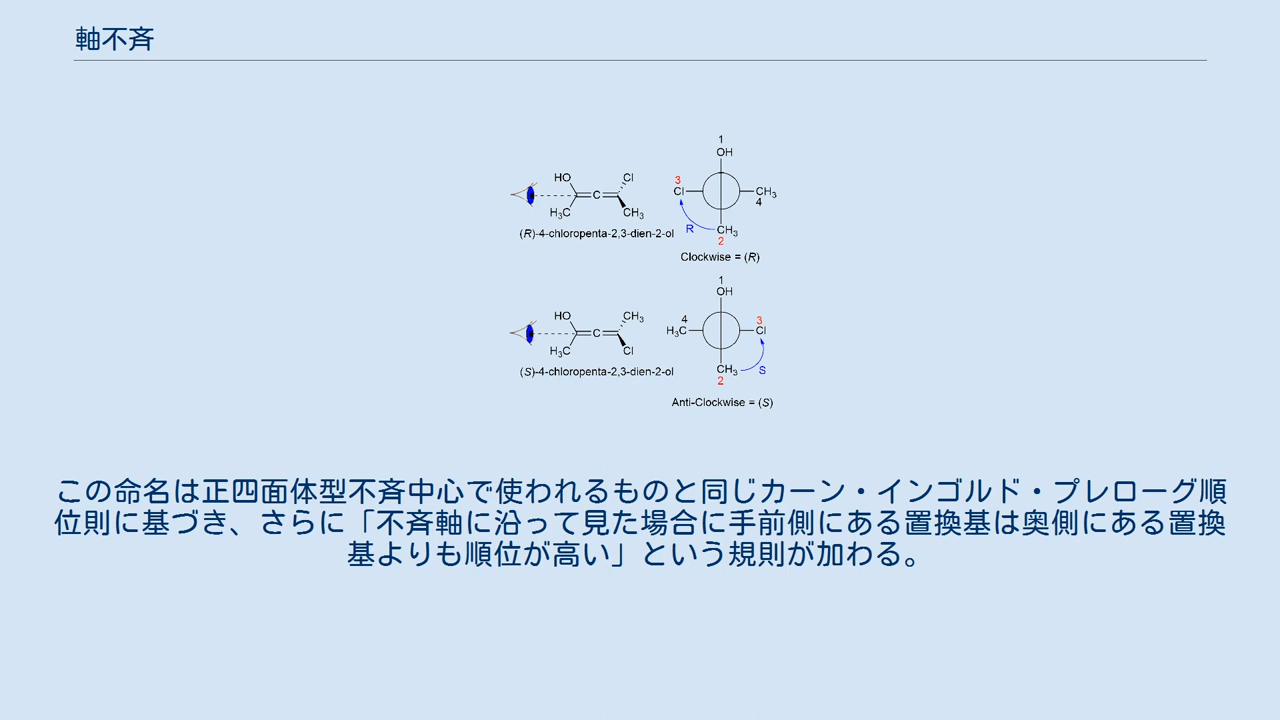 軸不斉
HO
Cl
C
H₃C
CH₃
(R)-4-chloropenta-2,3-dien-2-ol
1
OH
3
Cl
CH₃
4
R
CH₃
2
Clockwise = (R)
HO
CH₃
C
H₃C
Cl
(S)-4-chloropenta-2,3-dien-2-ol
1
OH
4
3
H₃C
Cl
CH₃
S
2
Anti-Clockwise = (S)
この命名は正四面体型不斉中心で使われるものと同じカーン・インゴルド・プレローグ順
位則に基づき、さらに「不斉軸に沿って見た場合に手前側にある置換基は奥側にある置換
基よりも順位が高い」という規則が加わる。